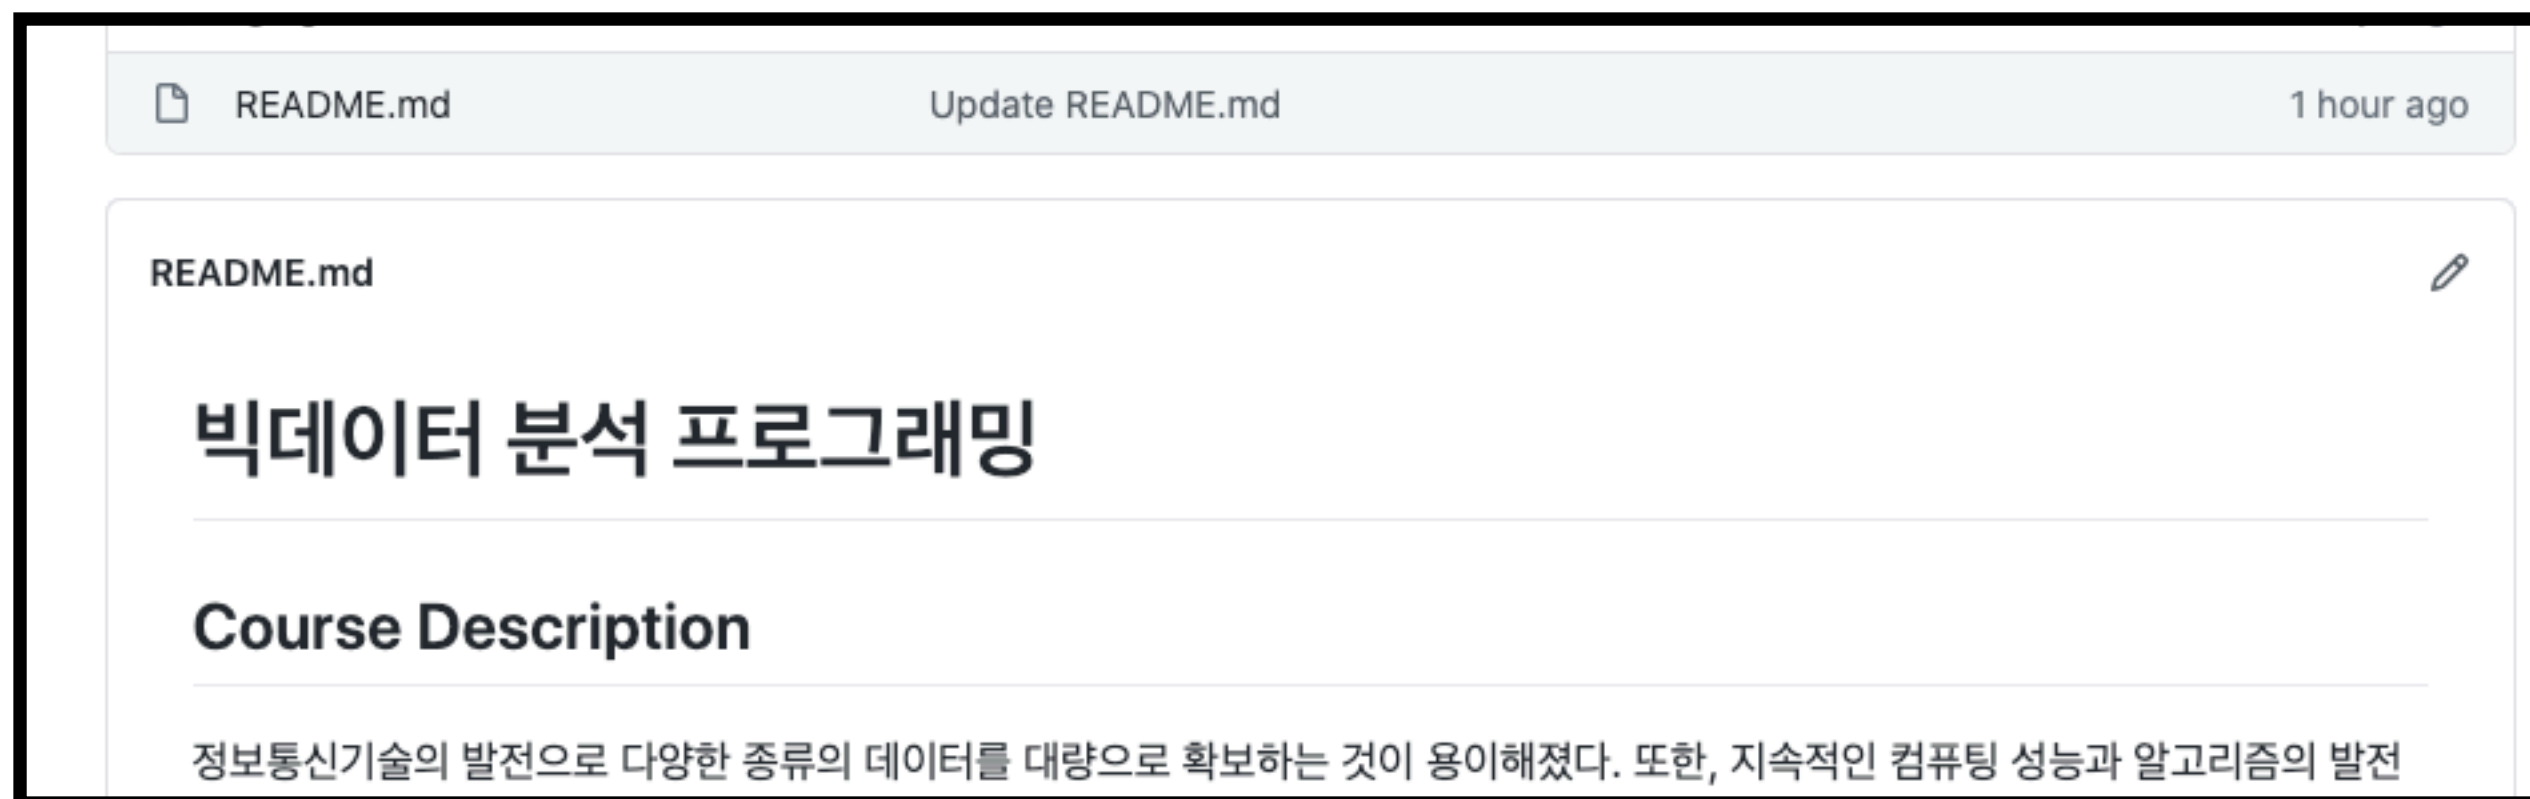 README.md
Update README.md
1 hour ago
README.md
빅데이터 분석 프로그래밍
Course Description
정보통신기술의 발전으로 다양한 종류의 데이터를 대량으로 확보하는 것이 용이해졌다. 또한, 지속적인 컴퓨팅 성능과 알고리즘의 발전